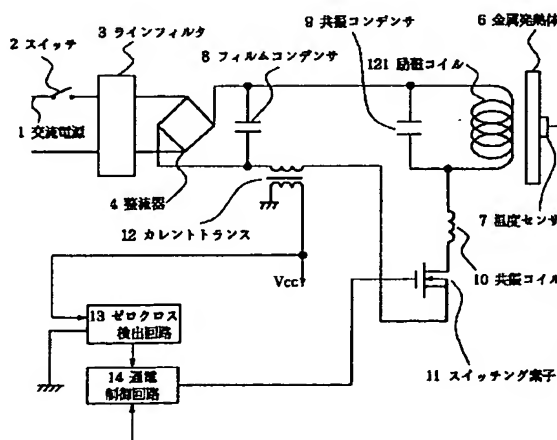 3 ラインフィルタ
2 スイッチ
8 フィルムコンデンサ
9 共振コンデンサ
6 金属発熱体
121 励磁コイル
1 交流電源
4 整流器
7 温度センサ
12 カレントトランス
Vcc
10 共振コイル
13 ゼロクロス
検出回路
14 通電
制御回路
11 スイッチング素子